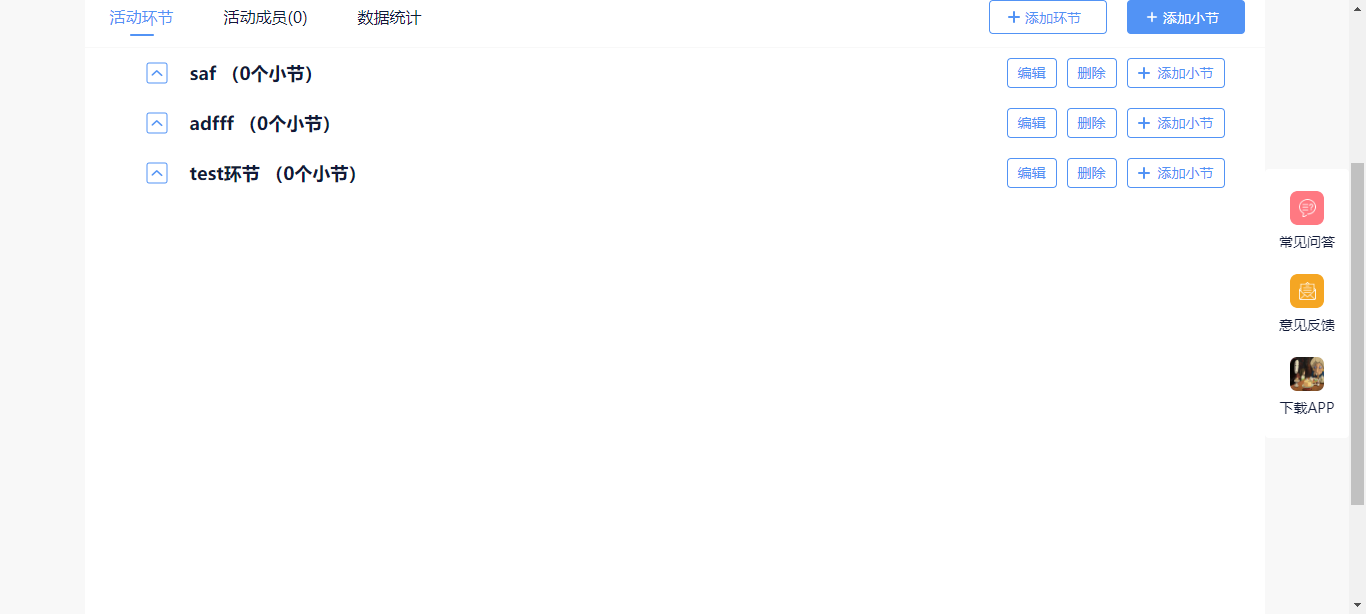 活动环节 活动成员(0) 数据统计 添加环节 添加小节
saf （0个小节） 编辑 删除 添加小节
adfff （0个小节） 编辑 删除 添加小节
test环节 （0个小节） 编辑 删除 添加小节
常见问答
意见反馈
下载APP